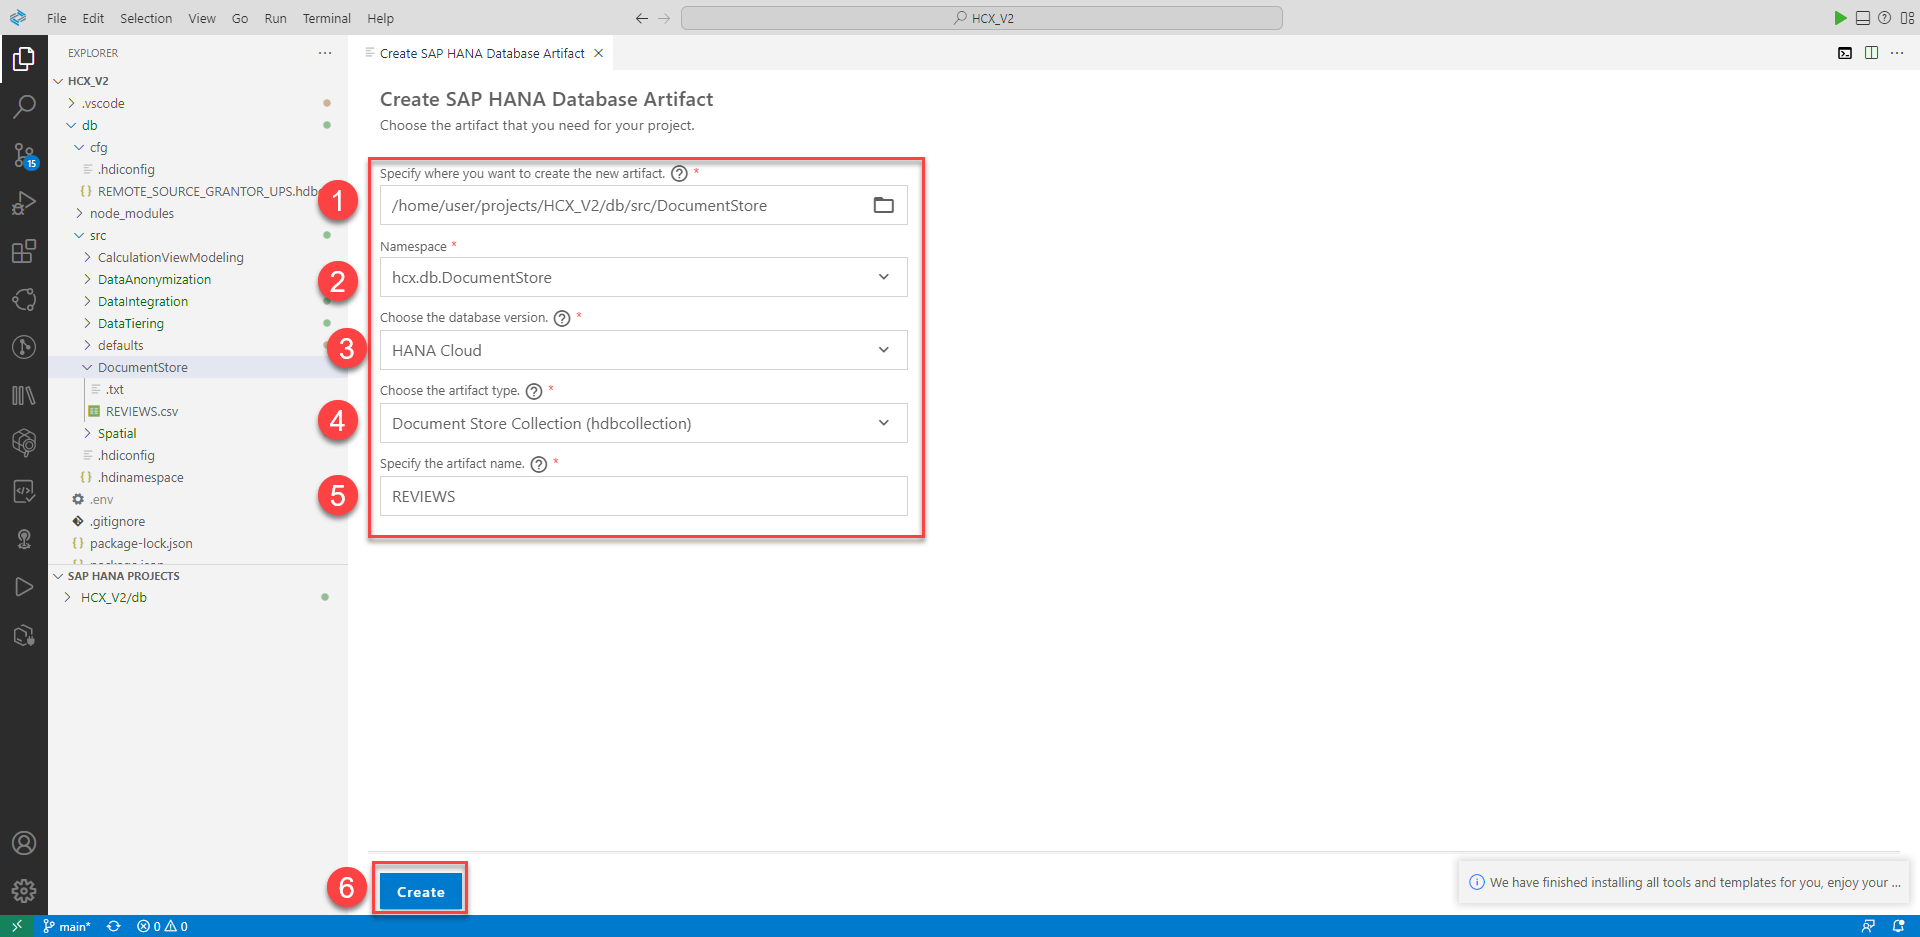 File Edit Selection View Go Run Terminal Help
HCX_V2
EXPLORER
HCX_V2
.vscode
db
cfg
.hdiconfig
REMOTE_SOURCE_GRANTOR_UPS.hdb
node_modules
src
CalculationViewModeling
DataAnonymization
DataIntegration
DataTiering
defaults
DocumentStore
.txt
REVIEWS.csv
Spatial
.hdiconfig
.hdinamespace
.env
.gitignore
package-lock.json
SAP HANA PROJECTS
HCX_V2/db
15
Create SAP HANA Database Artifact
Create SAP HANA Database Artifact
Choose the artifact that you need for your project.
Specify where you want to create the new artifact. *
1
/home/user/projects/HCX_V2/db/src/DocumentStore
Namespace *
2
hcx.db.DocumentStore
Choose the database version. *
3
HANA Cloud
Choose the artifact type. *
4
Document Store Collection (hdbcollection)
Specify the artifact name. *
5
REVIEWS
6
Create
We have finished installing all tools and templates for you, enjoy your ...
main* 0 0